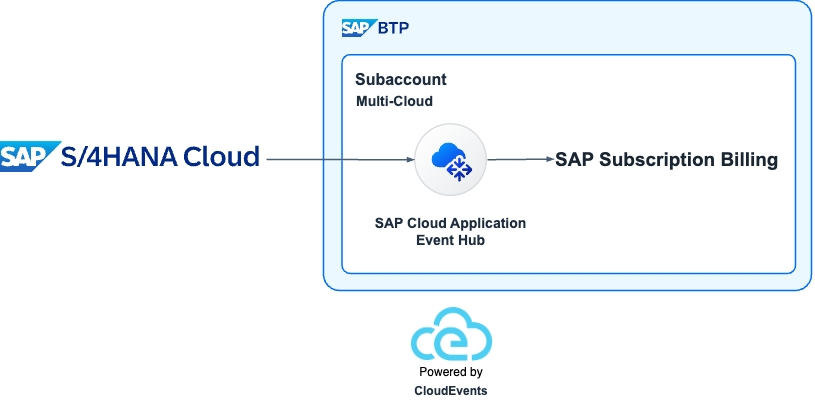 SAP BTP
Subaccount
Multi-Cloud
SAP S/4HANA Cloud
SAP Subscription Billing
SAP Cloud Application
Event Hub
Powered by
CloudEvents